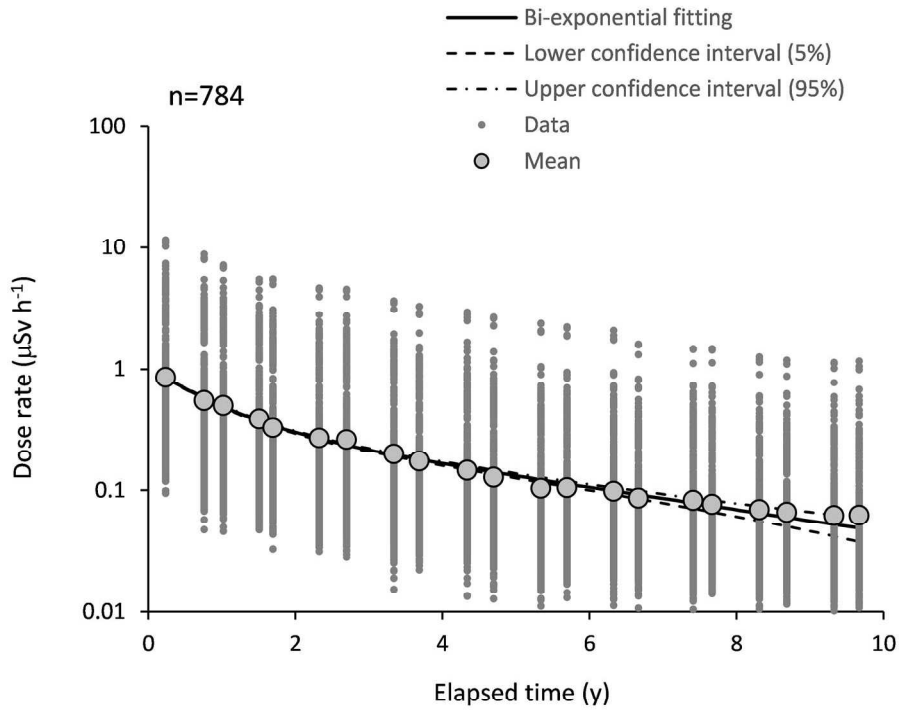 Bi-exponential fitting
Lower confidence interval (5%)
Upper confidence interval (95%)
Data
Mean
n=784
100
10
1
0.1
0.01
Dose rate (μSv h⁻¹)
0 2 4 6 8 10
Elapsed time (y)